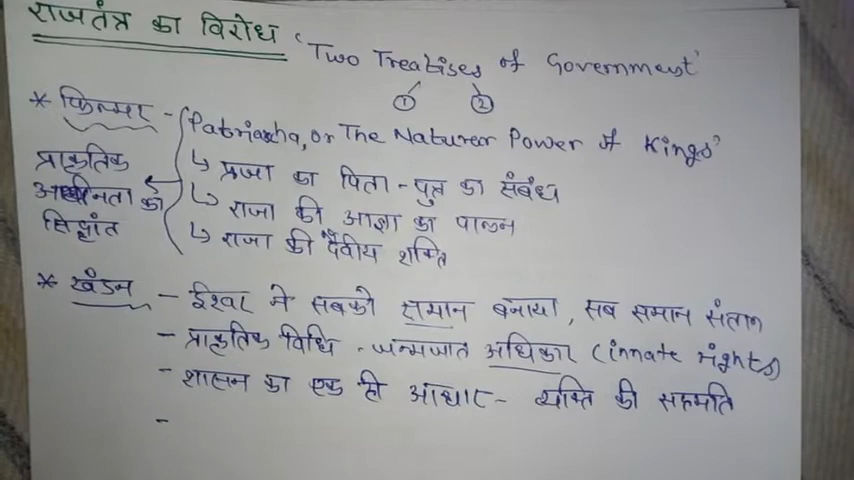 राजतंत्र का विरोध 'Two Treatises of Government'
① ②
* फिल्मर - Patriarcha, or The Naturer Power of Kings'
प्राकृतिक अधीनता का सिद्धांत
↳ प्रजा का पिता - पुत्र का संबंध
↳ राजा की आज्ञा का पालन
↳ राजा की दैवीय शक्ति
* खंडन - ईश्वर ने सबको समान बनाया, सब समान संतान
- प्राकृतिक विधि - जन्मजात अधिकार (innate rights)
- शासन का एक ही आधार - व्यक्ति की सहमति
-